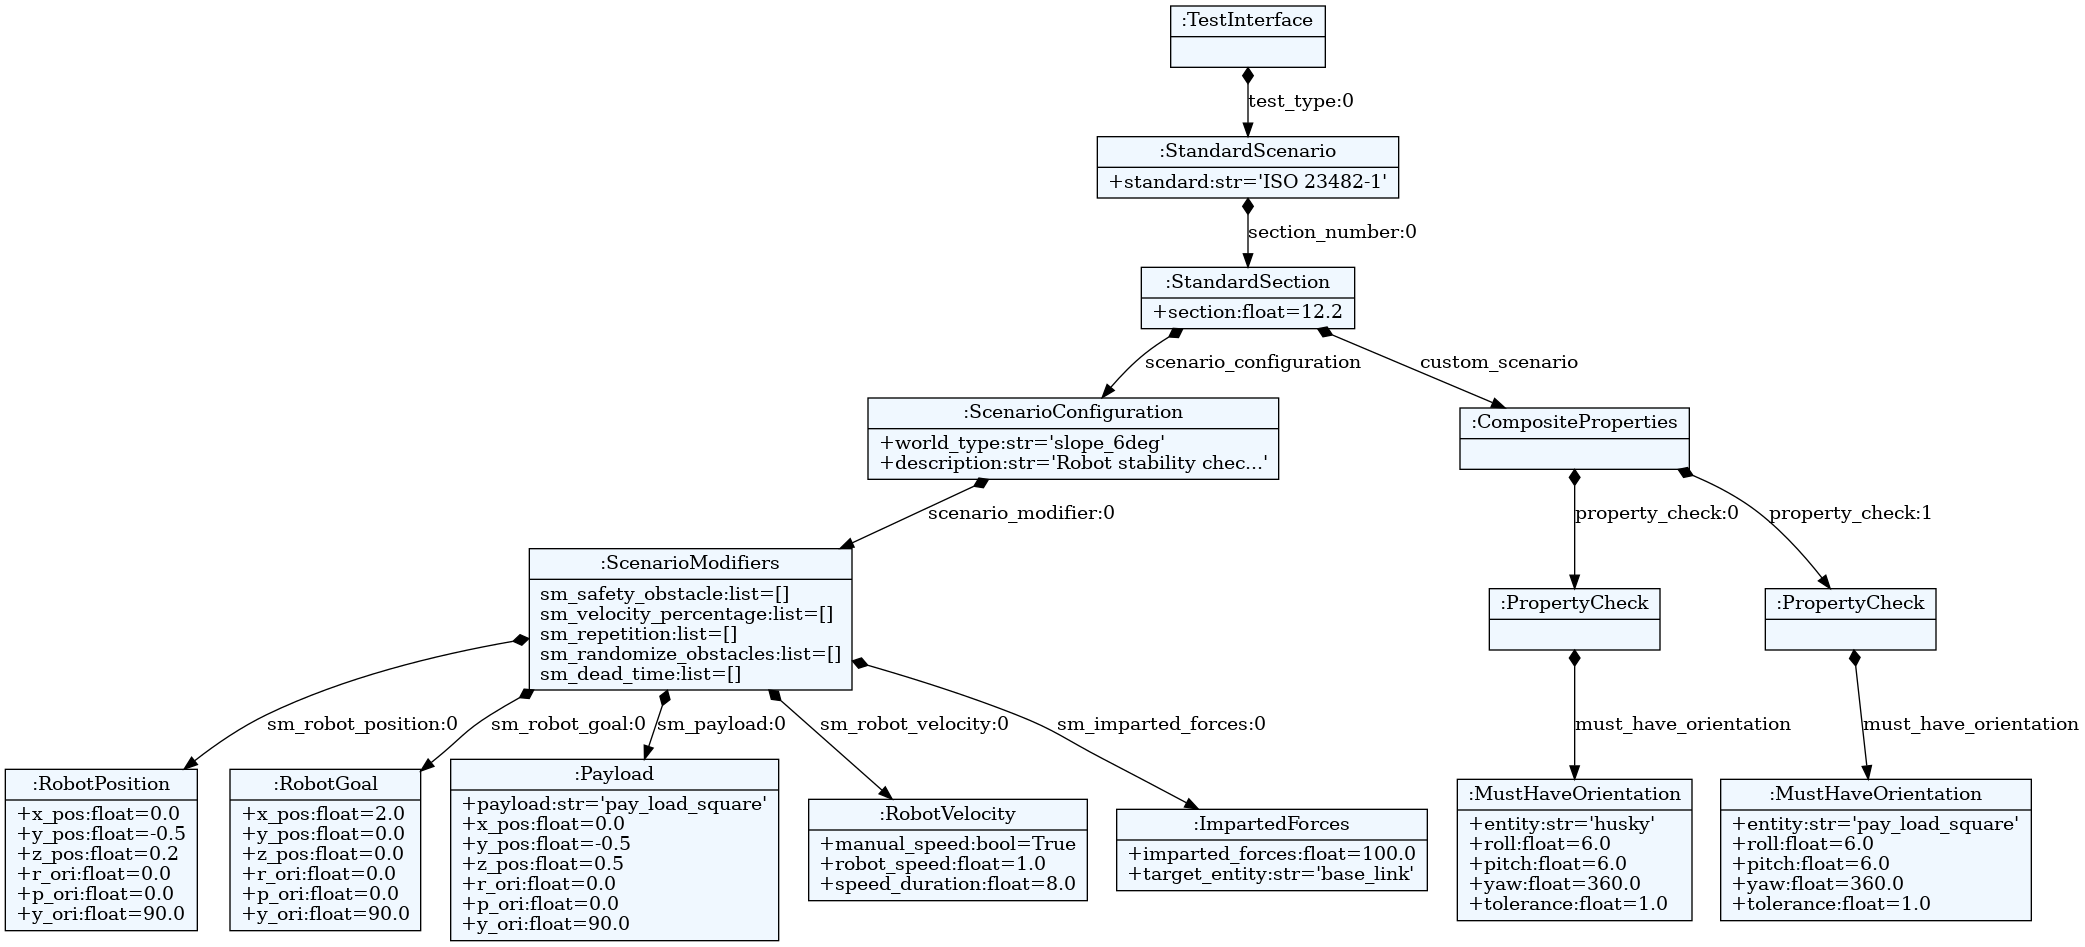 :TestInterface
test_type:0
:StandardScenario
+standard:str='ISO 23482-1'
section_number:0
:StandardSection
+section:float=12.2
scenario_configuration
custom_scenario
:ScenarioConfiguration
+world_type:str='slope_6deg'
+description:str='Robot stability chec...'
:CompositeProperties
scenario_modifier:0
property_check:0
property_check:1
:ScenarioModifiers
sm_safety_obstacle:list=[]
sm_velocity_percentage:list=[]
sm_repetition:list=[]
sm_randomize_obstacles:list=[]
sm_dead_time:list=[]
:PropertyCheck
:PropertyCheck
sm_robot_position:0
sm_robot_goal:0
sm_payload:0
sm_robot_velocity:0
sm_imparted_forces:0
must_have_orientation
must_have_orientation
:RobotPosition
+x_pos:float=0.0
+y_pos:float=-0.5
+z_pos:float=0.2
+r_ori:float=0.0
+p_ori:float=0.0
+y_ori:float=90.0
:RobotGoal
+x_pos:float=2.0
+y_pos:float=0.0
+z_pos:float=0.0
+r_ori:float=0.0
+p_ori:float=0.0
+y_ori:float=90.0
:Payload
+payload:str='pay_load_square'
+x_pos:float=0.0
+y_pos:float=-0.5
+z_pos:float=0.5
+r_ori:float=0.0
+p_ori:float=0.0
+y_ori:float=90.0
:RobotVelocity
+manual_speed:bool=True
+robot_speed:float=1.0
+speed_duration:float=8.0
:ImpartedForces
+imparted_forces:float=100.0
+target_entity:str='base_link'
:MustHaveOrientation
+entity:str='husky'
+roll:float=6.0
+pitch:float=6.0
+yaw:float=360.0
+tolerance:float=1.0
:MustHaveOrientation
+entity:str='pay_load_square'
+roll:float=6.0
+pitch:float=6.0
+yaw:float=360.0
+tolerance:float=1.0